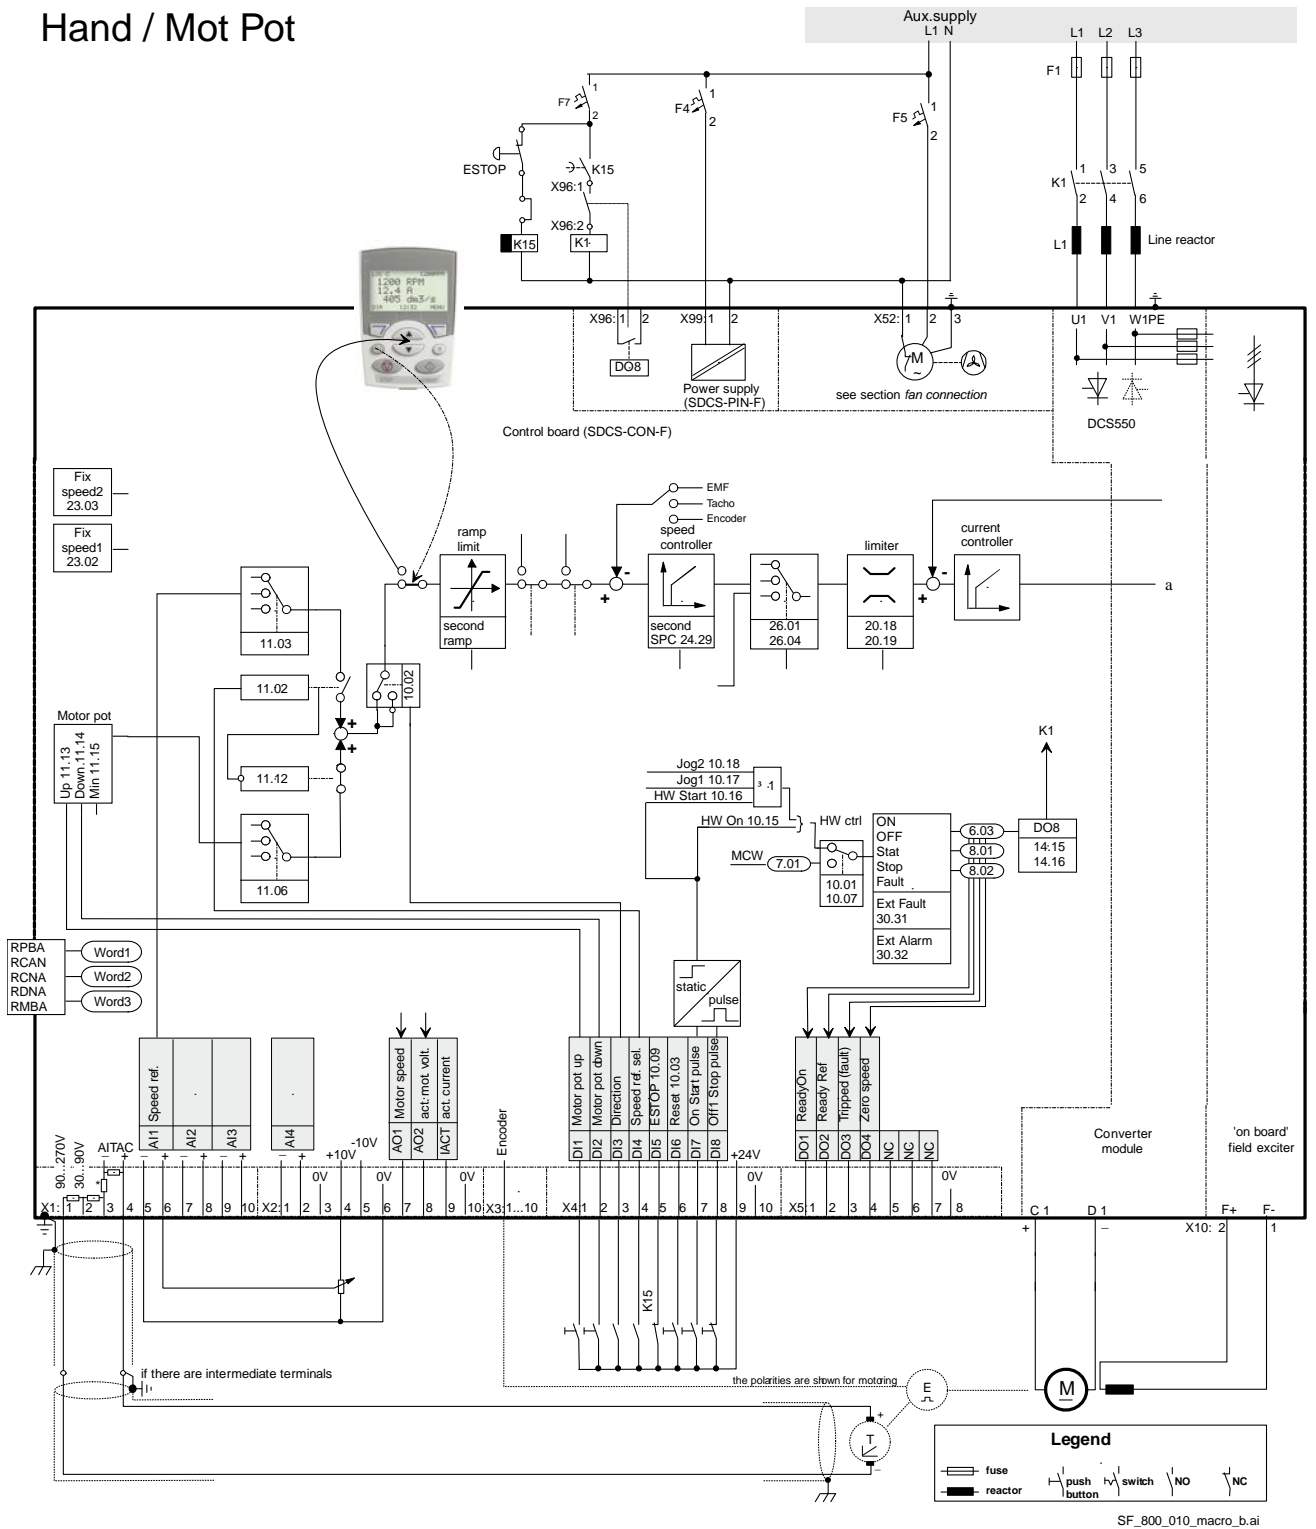 Hand / Mot Pot
Aux.supply
L1 N
L1 L2 L3
F1
F7 1 2
F4 1 2
F5 1 2
ESTOP
K15
X96:1
X96:2
K15
K1
K1 1 2 3 4 5 6
L1
Line reactor
1200 RPM
12.4 A
405 dm3/s
X96: 1 2
X99:1 2
X52: 1 2 3
U1 V1 W1 PE
DO8
Power supply
(SDCS-PIN-F)
M
~
see section fan connection
DCS550
Control board (SDCS-CON-F)
Fix
speed2
23.03
Fix
speed1
23.02
EMF
Tacho
Encoder
ramp
limit
second
ramp
speed
controller
second
SPC 24.29
26.01
26.04
limiter
20.18
20.19
current
controller
a
+ -
+ -
11.03
11.02
10.02
11.12
11.06
+
+
Motor pot
Up 11.13
Down.11.14
Min 11.15
K1
Jog2 10.18
Jog1 10.17
HW Start 10.16
³ .1
HW On 10.15
HW ctrl
MCW 7.01
10.01
10.07
ON
OFF
Stat
Stop
Fault
Ext Fault
30.31
Ext Alarm
30.32
6.03
8.01
8.02
DO8
14.15
14.16
RPBA
RCAN
RCNA
RDNA
RMBA
Word1
Word2
Word3
static
pulse
AI1 Speed ref.
AI2
AI3
AI4
AO1 Motor speed
AO2 act. mot. volt.
IACT act. current
Encoder
DI1 Motor pot up
DI2 Motor pot down
DI3 Direction
DI4 Speed ref. sel.
DI5 ESTOP 10.09
DI6 Reset 10.03
DI7 On Start pulse
DI8 Off1 Stop pulse
DO1 ReadyOn
DO2 Ready Ref
DO3 Tripped (fault)
DO4 Zero speed
NC
NC
NC
Converter
module
'on board'
field exciter
90...270V
30...90V
AITAC
− + − + − + − +
− +
+10V
-10V
+24V
0V 0V 0V 0V 0V
X1: 1 2 3 4 5 6 7 8 9 10
X2: 1 2 3 4 5 6 7 8 9 10
X3: 1...10
X4:1 2 3 4 5 6 7 8 9 10
X5:1 2 3 4 5 6 7 8
C 1 D 1
+ −
X10: 2 1
F+ F-
K15
if there are intermediate terminals
the polarities are shown for motoring
E
M
T
+
−
Legend
fuse
reactor
push
button
switch
NO
NC
SF_800_010_macro_b.ai